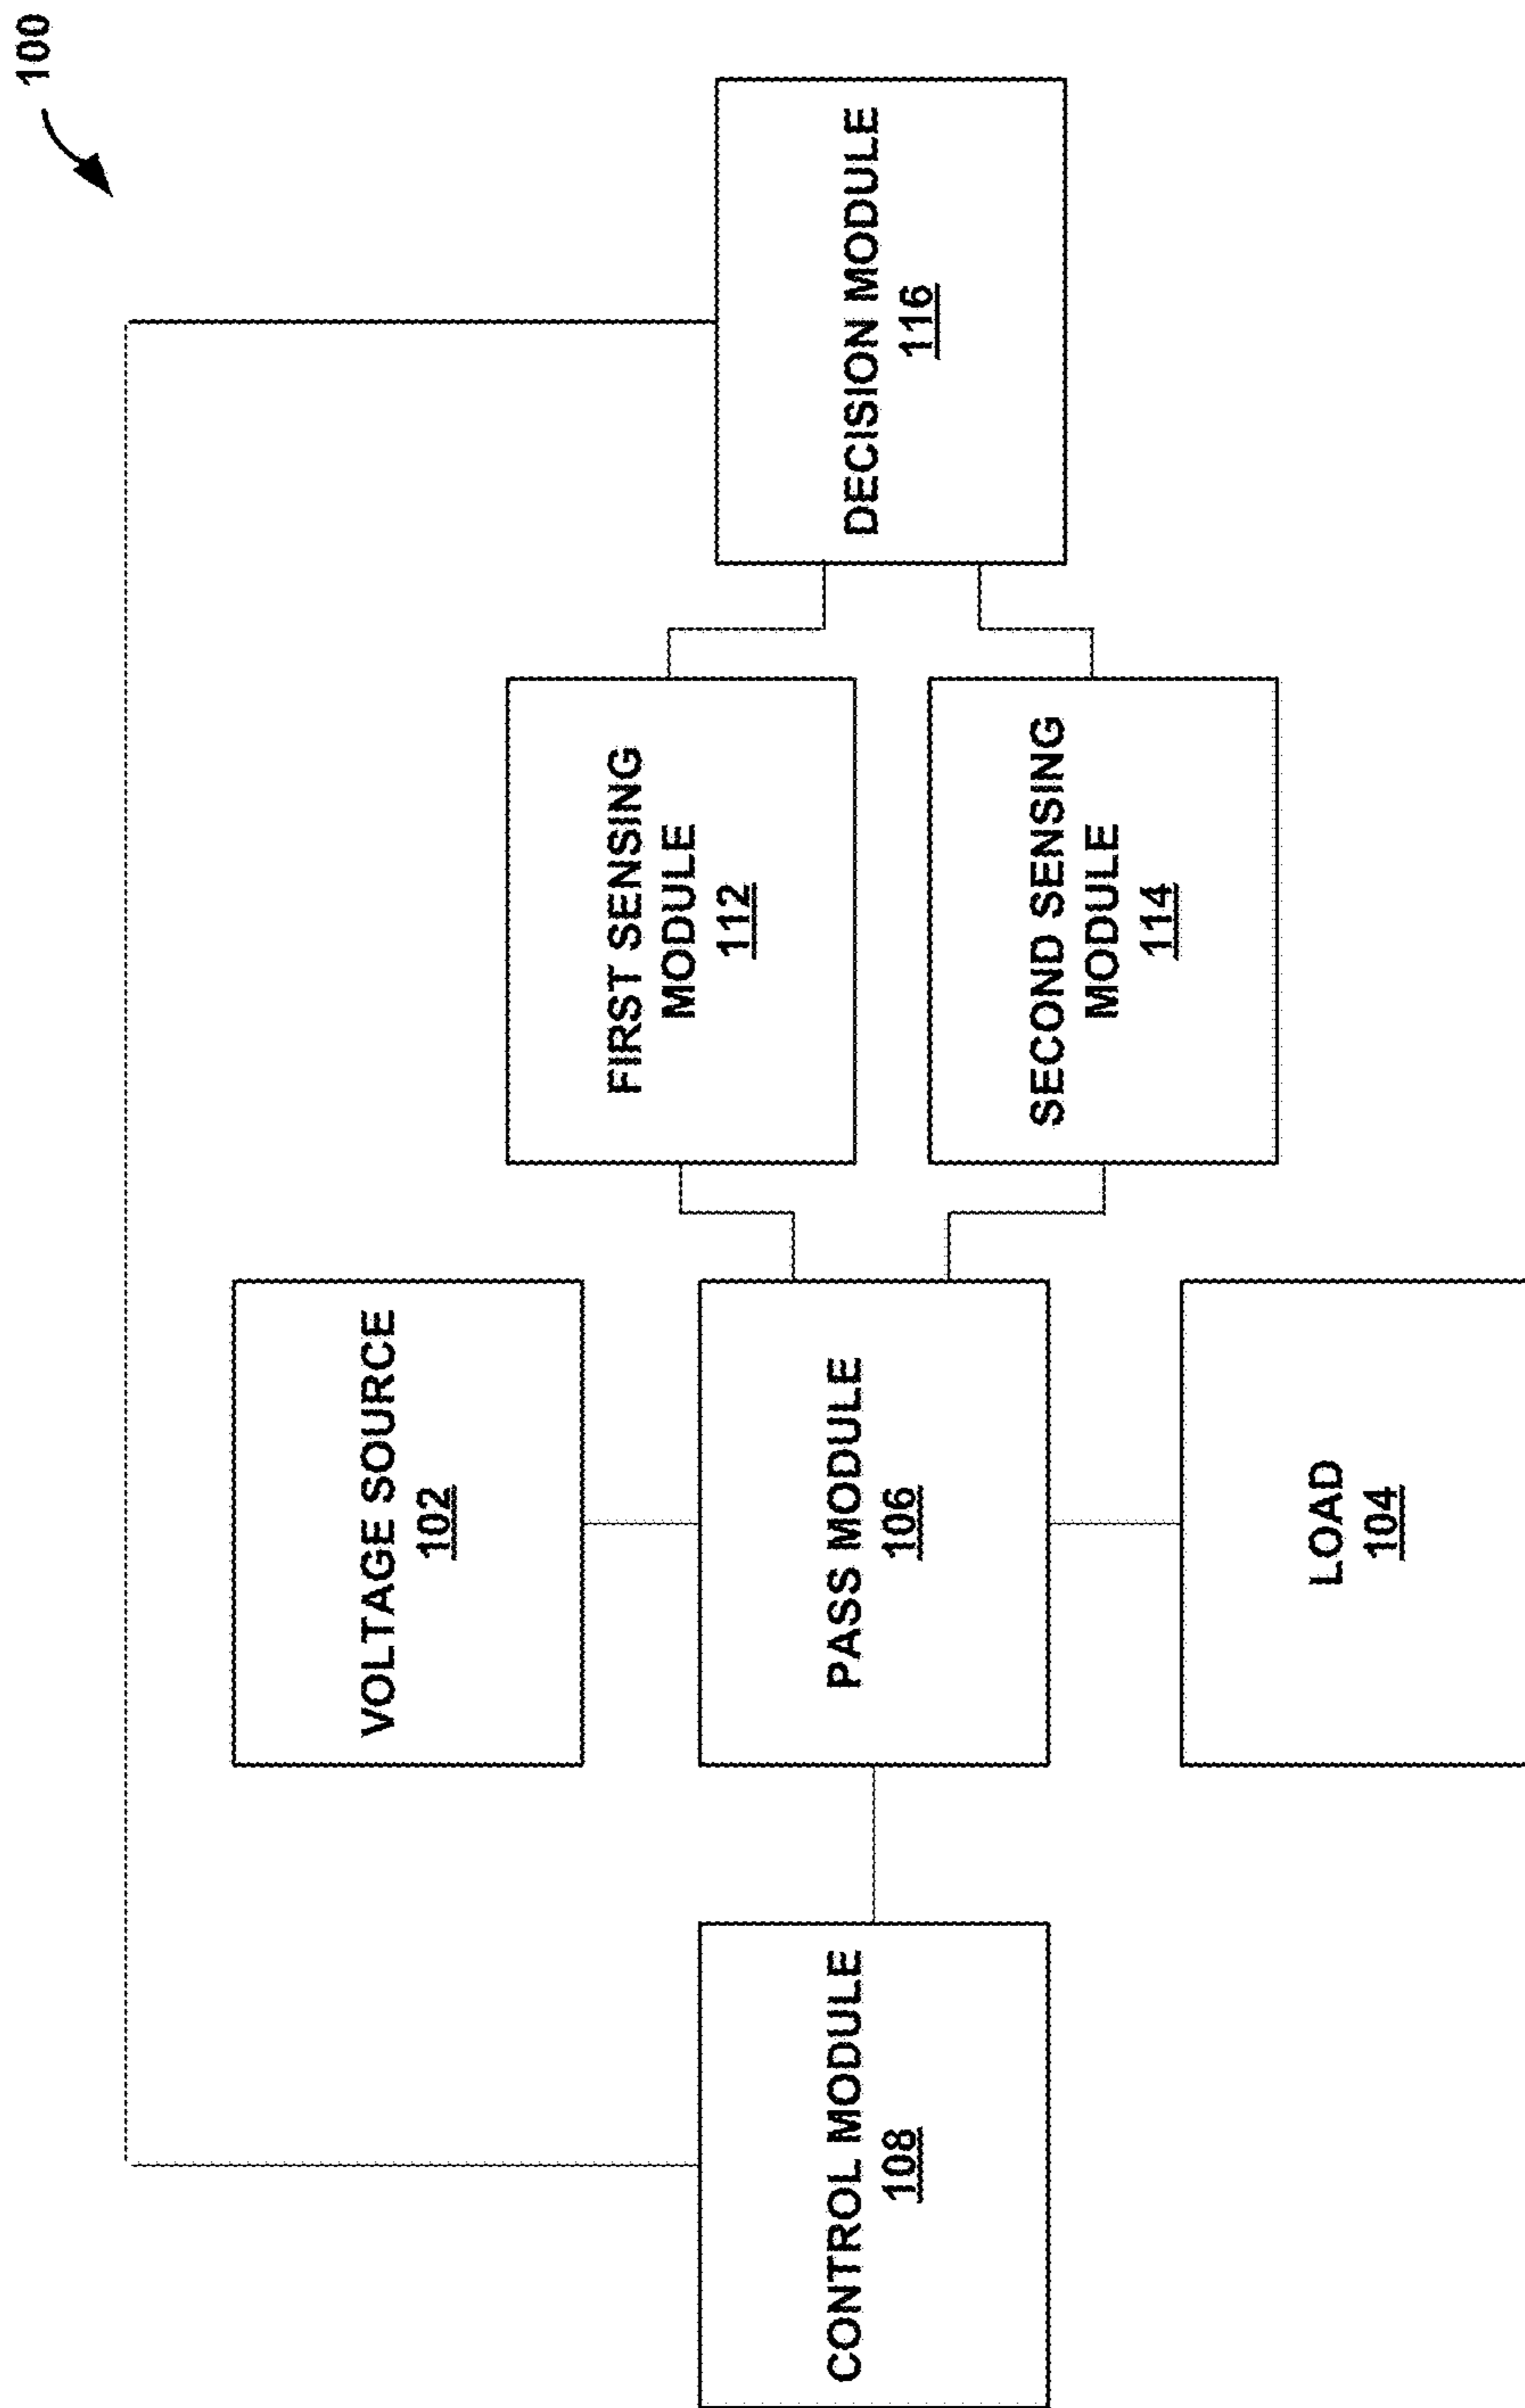 100
VOLTAGE SOURCE
102
FIRST SENSING
MODULE
112
CONTROL MODULE
108
PASS MODULE
106
DECISION MODULE
116
SECOND SENSING
MODULE
114
LOAD
104